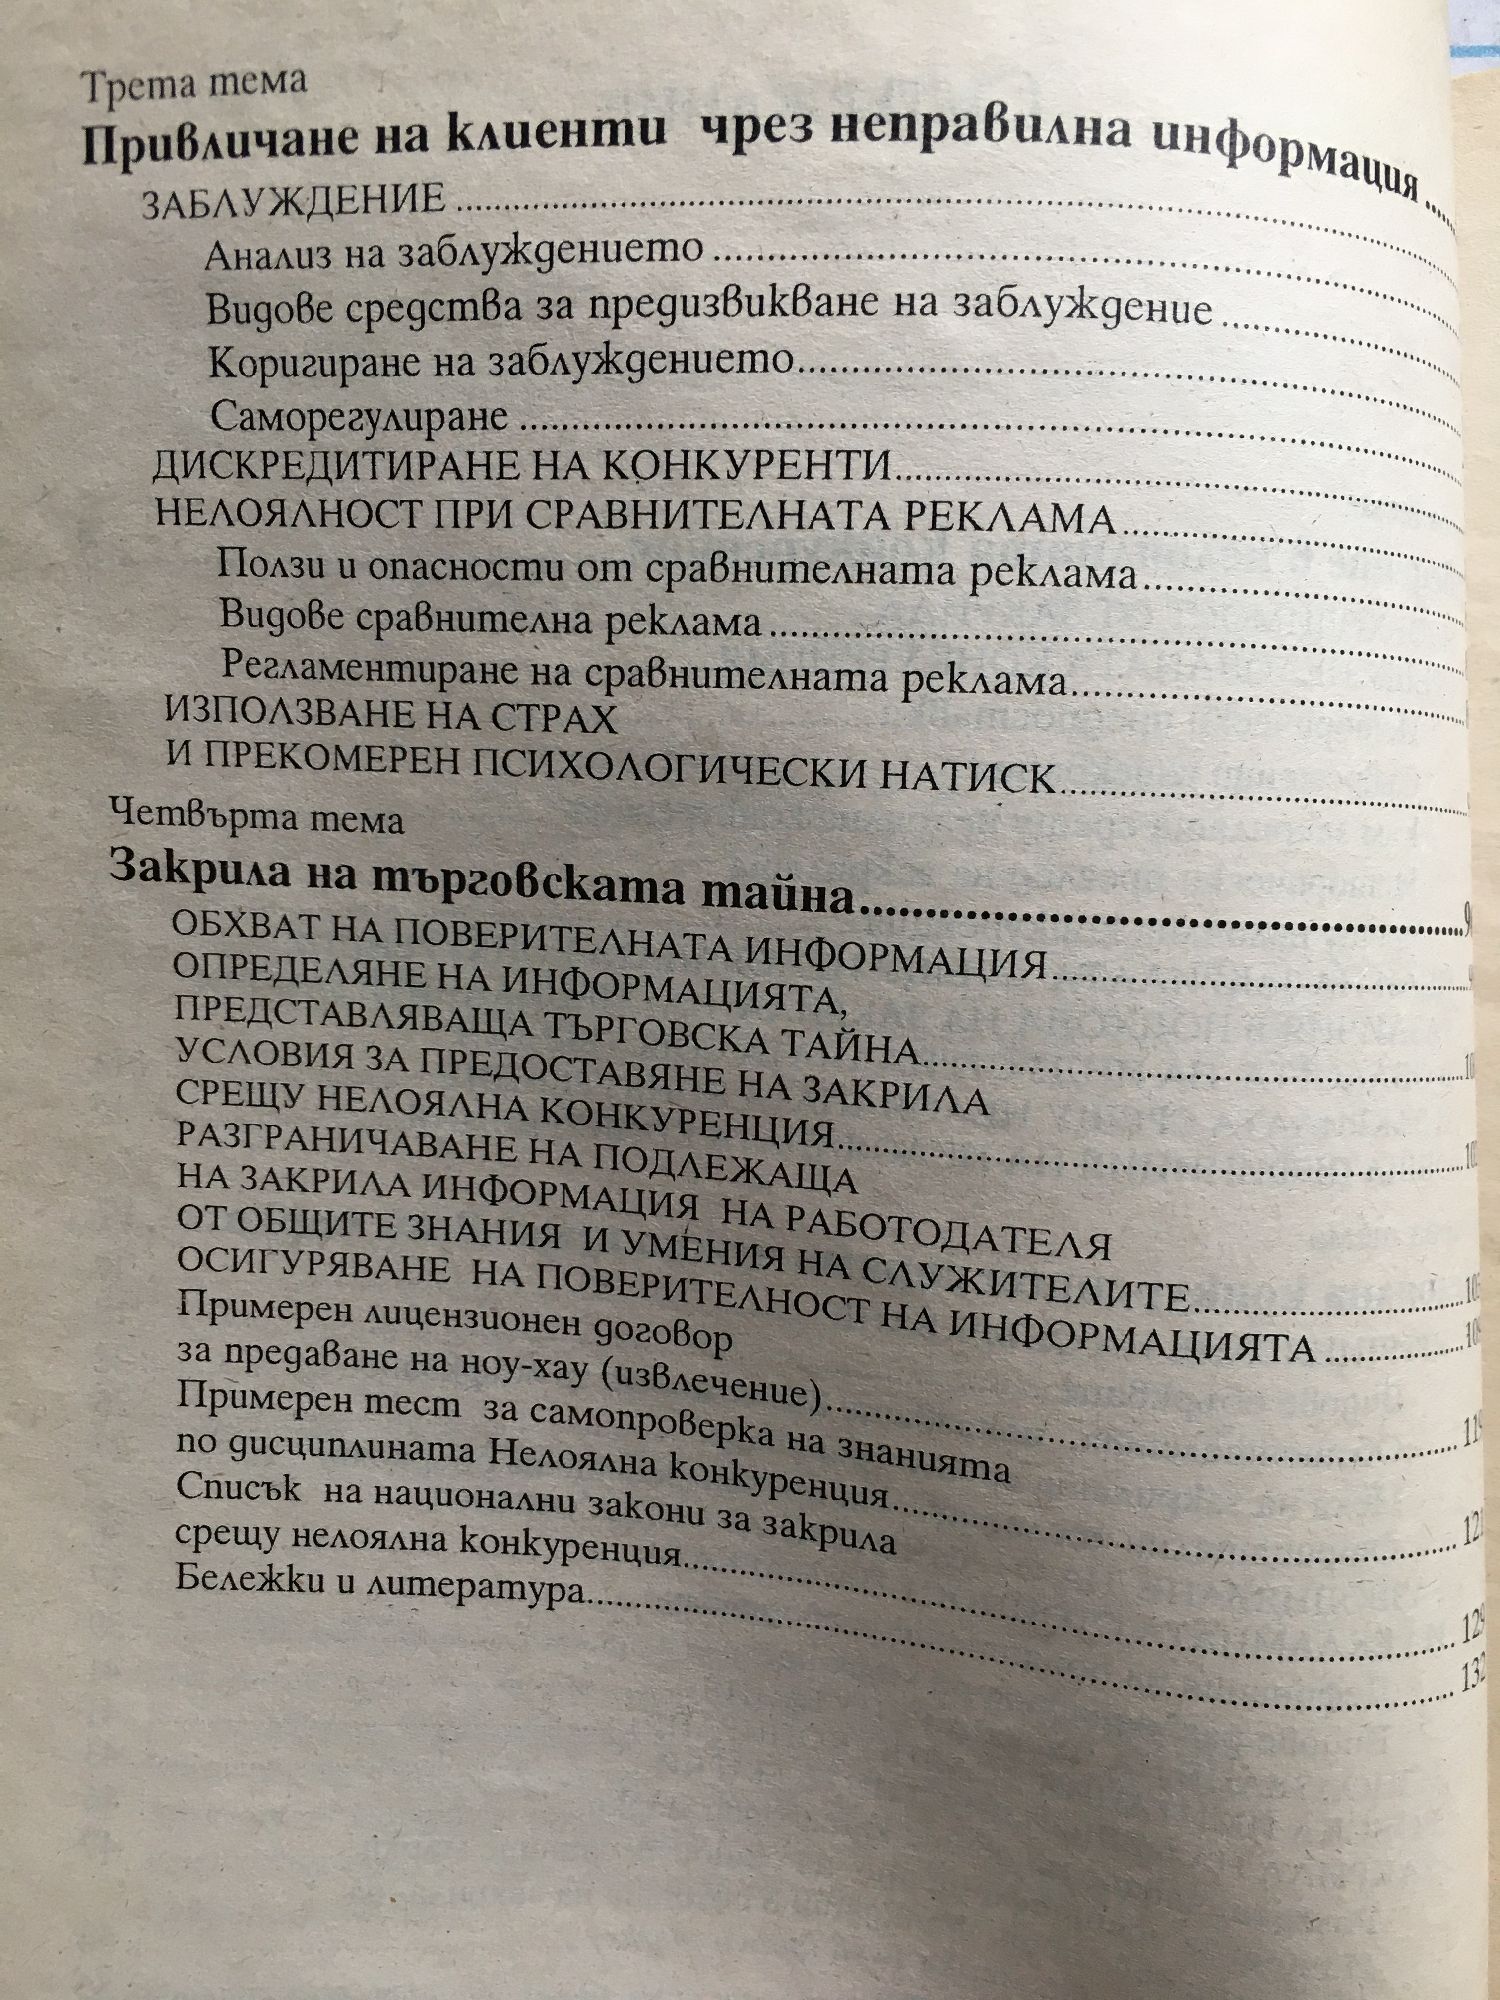 Трета тема
Привличане на клиенти чрез неправилна информация.....
ЗАБЛУЖДЕНИЕ....................
Анализ на заблуждението....................
Видове средства за предизвикване на заблуждение....................
Коригиране на заблуждението....................
Саморегулиране....................
ДИСКРЕДИТИРАНЕ НА КОНКУРЕНТИ....................
НЕЛОЯЛНОСТ ПРИ СРАВНИТЕЛНАТА РЕКЛАМА....................
Ползи и опасности от сравнителната реклама....................
Видове сравнителна реклама....................
Регламентиране на сравнителната реклама....................
ИЗПОЛЗВАНЕ НА СТРАХ
И ПРЕКОМЕРЕН ПСИХОЛОГИЧЕСКИ НАТИСК....................
Четвърта тема
Закрила на търговската тайна....................
ОБХВАТ НА ПОВЕРИТЕЛНАТА ИНФОРМАЦИЯ....................
ОПРЕДЕЛЯНЕ НА ИНФОРМАЦИЯТА,
ПРЕДСТАВЛЯВАЩА ТЪРГОВСКА ТАЙНА....................
УСЛОВИЯ ЗА ПРЕДОСТАВЯНЕ НА ЗАКРИЛА
СРЕЩУ НЕЛОЯЛНА КОНКУРЕНЦИЯ....................
РАЗГРАНИЧАВАНЕ НА ПОДЛЕЖАЩА
НА ЗАКРИЛА ИНФОРМАЦИЯ НА РАБОТОДАТЕЛЯ
ОТ ОБЩИТЕ ЗНАНИЯ И УМЕНИЯ НА СЛУЖИТЕЛИТЕ....................
ОСИГУРЯВАНЕ НА ПОВЕРИТЕЛНОСТ НА ИНФОРМАЦИЯТА....................
Примерен лицензионен договор
за предаване на ноу-хау (извлечение)....................119
Примерен тест за самопроверка на знанията
по дисциплината Нелоялна конкуренция....................121
Списък на национални закони за закрила
срещу нелоялна конкуренция....................129
Бележки и литература....................132